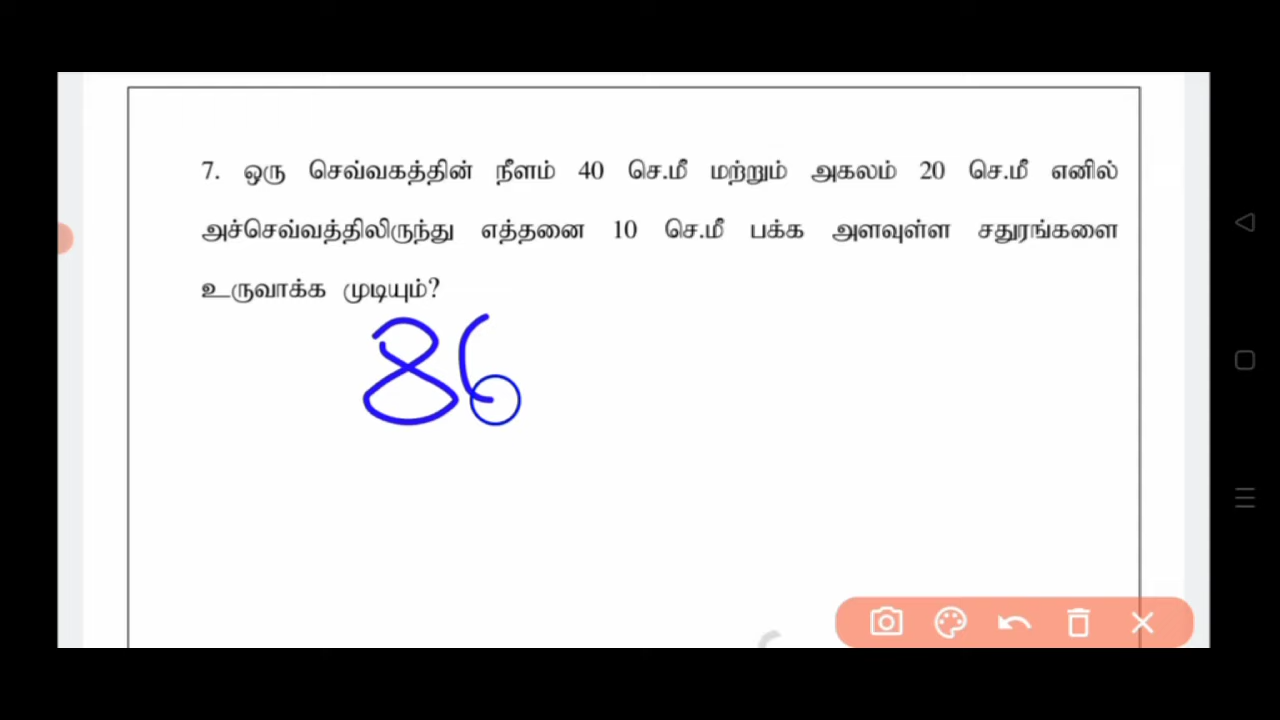 7. ஒரு செவ்வகத்தின் நீளம் 40 செ.மீ மற்றும் அகலம் 20 செ.மீ எனில்
அச்செவ்வத்திலிருந்து எத்தனை 10 செ.மீ பக்க அளவுள்ள சதுரங்களை
உருவாக்க முடியும்?
86